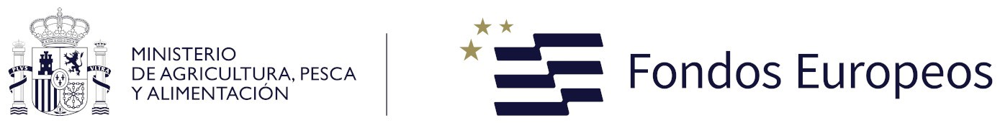 PLVS VLTRA
MINISTERIO
DE AGRICULTURA, PESCA
Y ALIMENTACIÓN
Fondos Europeos